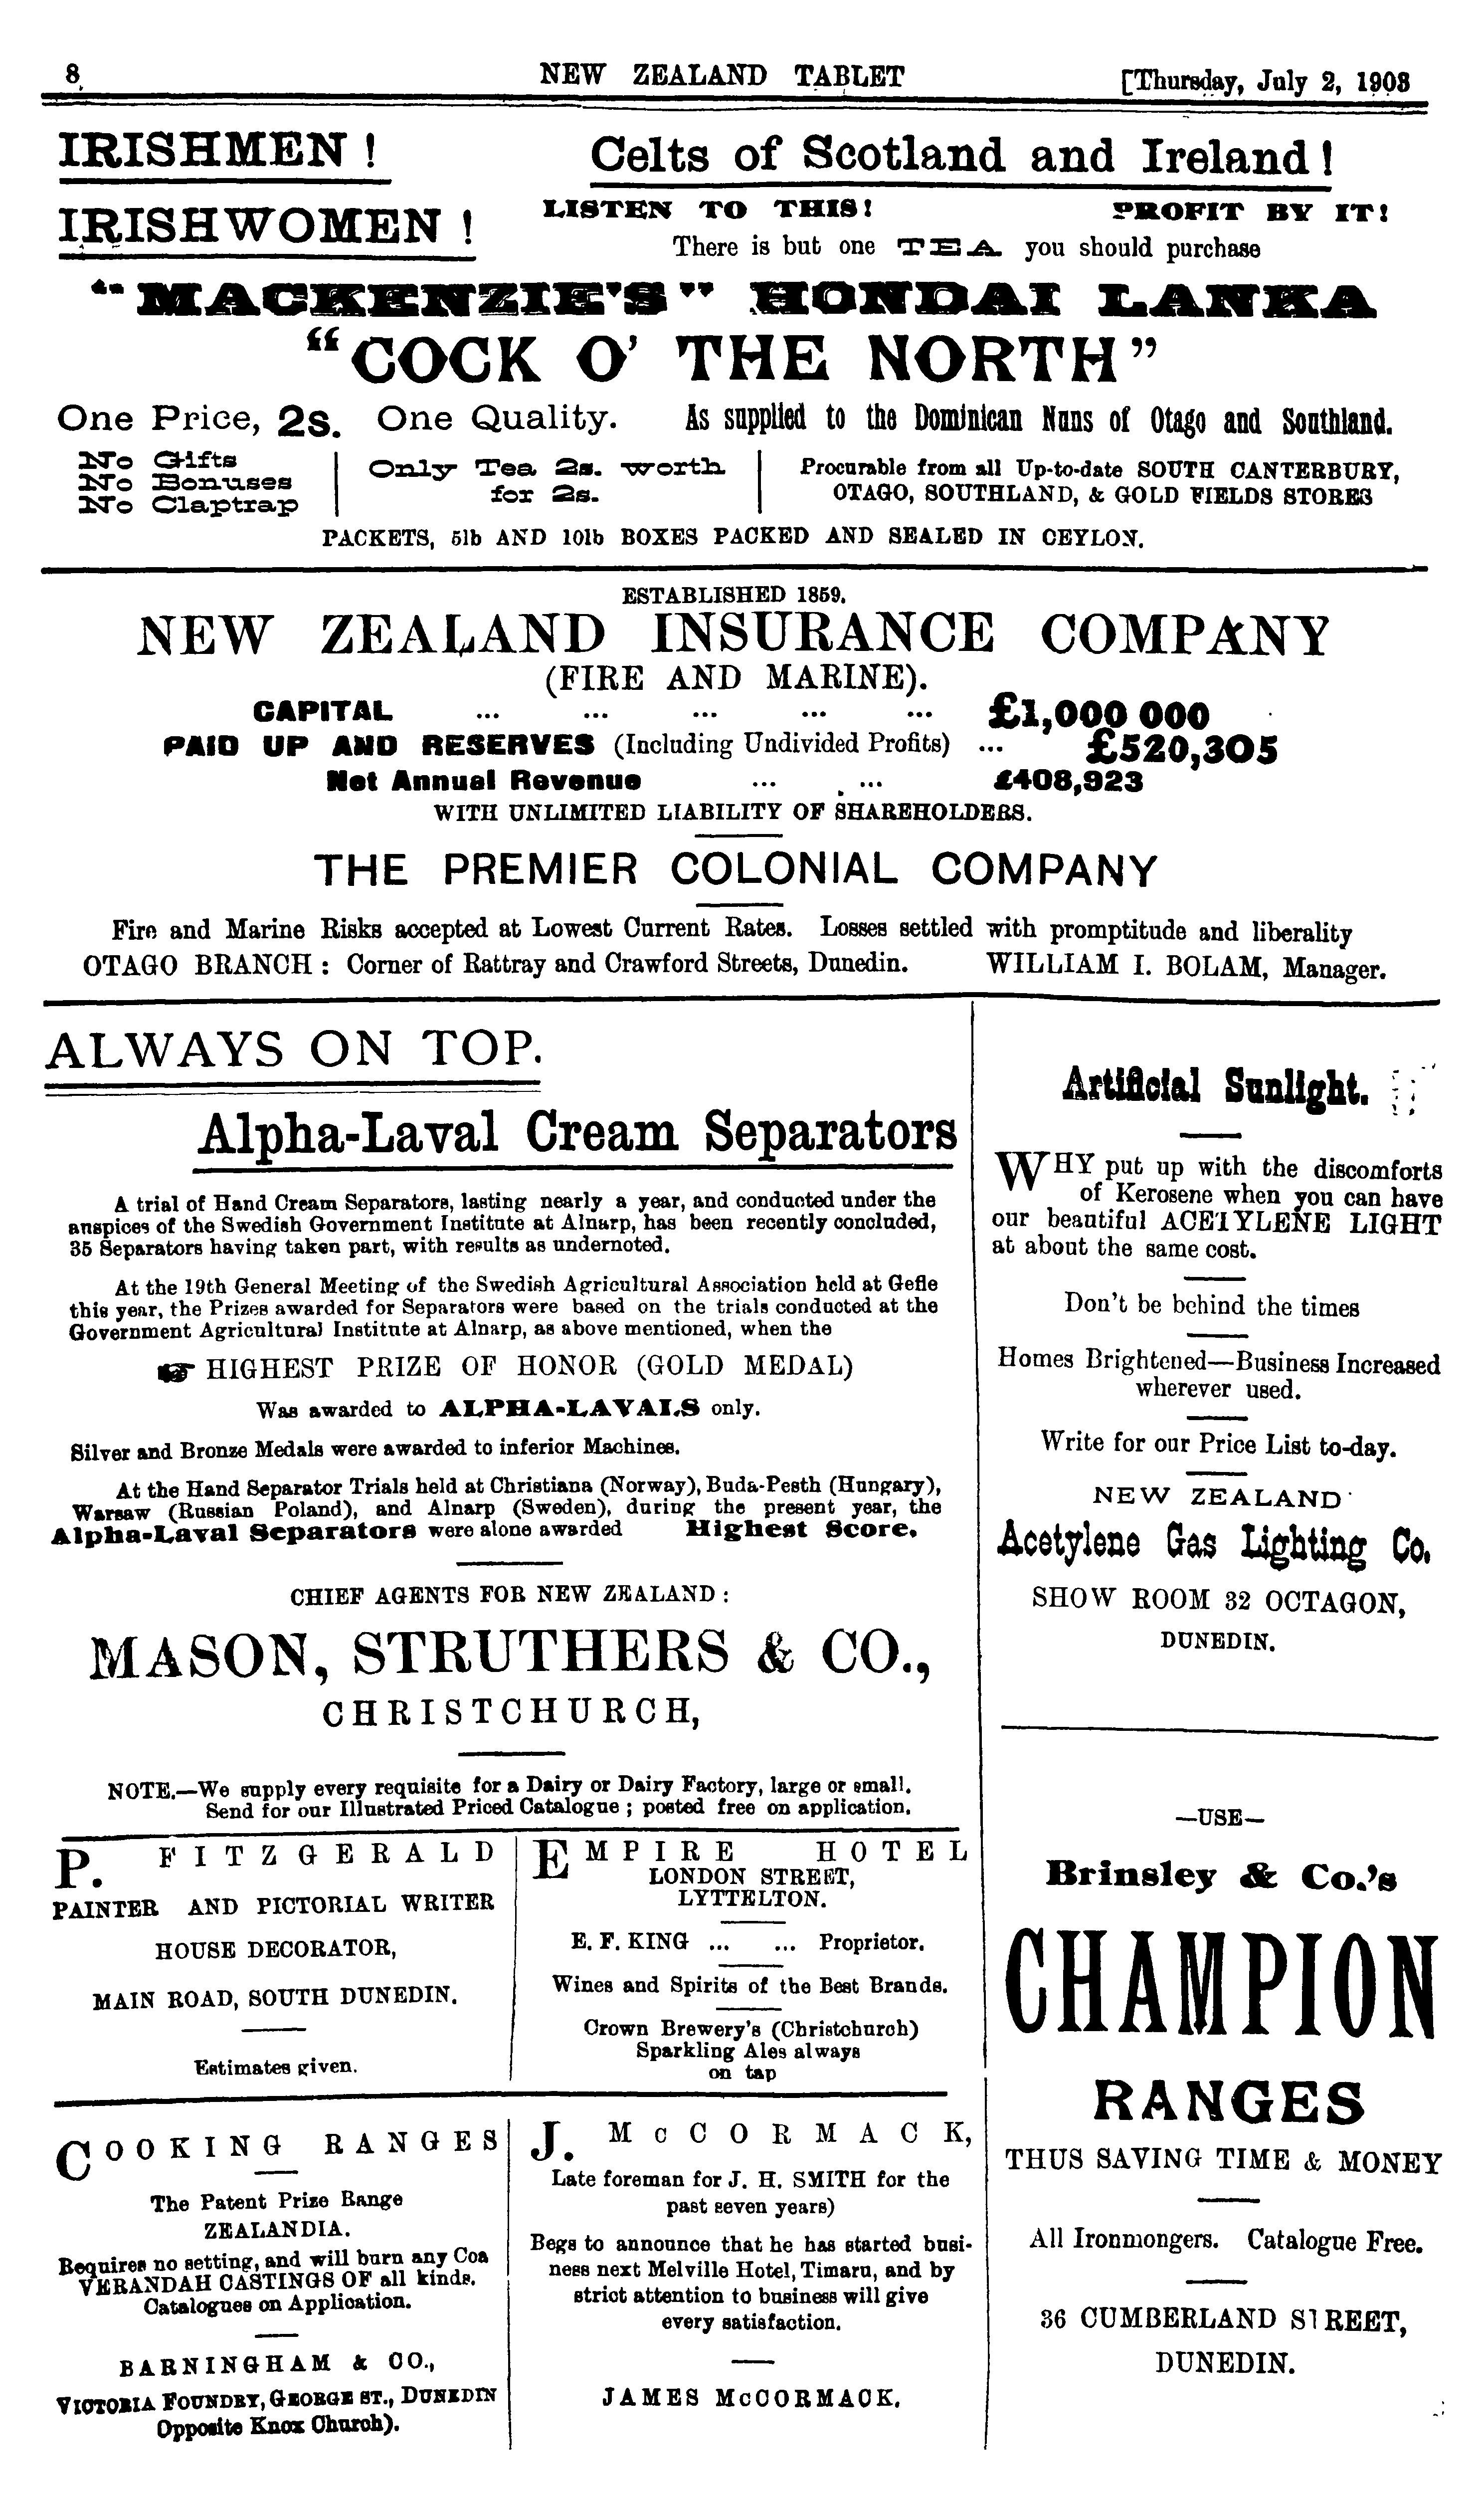 8
NEW ZEALAND TABLET
[Thursday, July 2, 1903
IRISHMEN !
IRISHWOMEN !
Celts of Scotland and Ireland !
LISTEN TO THIS! PROFIT BY IT!
There is but one TEA you should purchase
"MACKENZIE'S" HONDAI LANKA
"COCK O' THE NORTH"
One Price, 2s. One Quality. As supplied to the Dominican Nuns of Otago and Southland.
No Gifts
No Bonuses
No Claptrap
Only Tea 2s. worth
for 2s.
Procurable from all Up-to-date SOUTH CANTERBURY,
OTAGO, SOUTHLAND, & GOLD FIELDS STORES
PACKETS, 5lb AND 10lb BOXES PACKED AND SEALED IN CEYLON.
ESTABLISHED 1859.
NEW ZEALAND INSURANCE COMPANY
(FIRE AND MARINE).
CAPITAL ... ... ... ... ... £1,000 000
PAID UP AND RESERVES (Including Undivided Profits) ... £520,305
Net Annual Revenue ... ... £408,923
WITH UNLIMITED LIABILITY OF SHAREHOLDERS.
THE PREMIER COLONIAL COMPANY
Fire and Marine Risks accepted at Lowest Current Rates. Losses settled with promptitude and liberality
OTAGO BRANCH : Corner of Rattray and Crawford Streets, Dunedin. WILLIAM I. BOLAM, Manager.
ALWAYS ON TOP.
Alpha-Laval Cream Separators
A trial of Hand Cream Separators, lasting nearly a year, and conducted under the
auspices of the Swedish Government Institute at Alnarp, has been recently concluded,
35 Separators having taken part, with results as undernoted.
At the 19th General Meeting of the Swedish Agricultural Association held at Gefle
this year, the Prizes awarded for Separators were based on the trials conducted at the
Government Agricultural Institute at Alnarp, as above mentioned, when the
☛ HIGHEST PRIZE OF HONOR (GOLD MEDAL)
Was awarded to ALPHA-LAVALS only.
Silver and Bronze Medals were awarded to inferior Machines.
At the Hand Separator Trials held at Christiana (Norway), Buda-Pesth (Hungary),
Warsaw (Russian Poland), and Alnarp (Sweden), during the present year, the
Alpha-Laval Separators were alone awarded Highest Score.
CHIEF AGENTS FOR NEW ZEALAND :
MASON, STRUTHERS & CO.,
CHRISTCHURCH,
NOTE.—We supply every requisite for a Dairy or Dairy Factory, large or small.
Send for our Illustrated Priced Catalogue ; posted free on application.
P. FITZGERALD
PAINTER AND PICTORIAL WRITER
HOUSE DECORATOR,
MAIN ROAD, SOUTH DUNEDIN.
Estimates given.
EMPIRE HOTEL
LONDON STREET,
LYTTELTON.
E. F. KING ... ... Proprietor.
Wines and Spirits of the Best Brands.
Crown Brewery's (Christchurch)
Sparkling Ales always
on tap
COOKING RANGES
The Patent Prize Range
ZEALANDIA.
Requires no setting, and will burn any Coa
VERANDAH CASTINGS OF all kinds.
Catalogues on Application.
BARNINGHAM & CO.,
VICTORIA FOUNDRY, GEORGE ST., DUNEDIN
Opposite Knox Church).
J. McCORMACK,
Late foreman for J. H. SMITH for the
past seven years)
Begs to announce that he has started busi-
ness next Melville Hotel, Timaru, and by
strict attention to business will give
every satisfaction.
JAMES McCORMACK.
Artificial Sunlight.
WHY put up with the discomforts
of Kerosene when you can have
our beautiful ACETYLENE LIGHT
at about the same cost.
Don't be behind the times
Homes Brightened—Business Increased
wherever used.
Write for our Price List to-day.
NEW ZEALAND
Acetylene Gas Lighting Co.
SHOW ROOM 32 OCTAGON,
DUNEDIN.
—USE—
Brinsley & Co.'s
CHAMPION
RANGES
THUS SAVING TIME & MONEY
All Ironmongers. Catalogue Free.
36 CUMBERLAND STREET,
DUNEDIN.